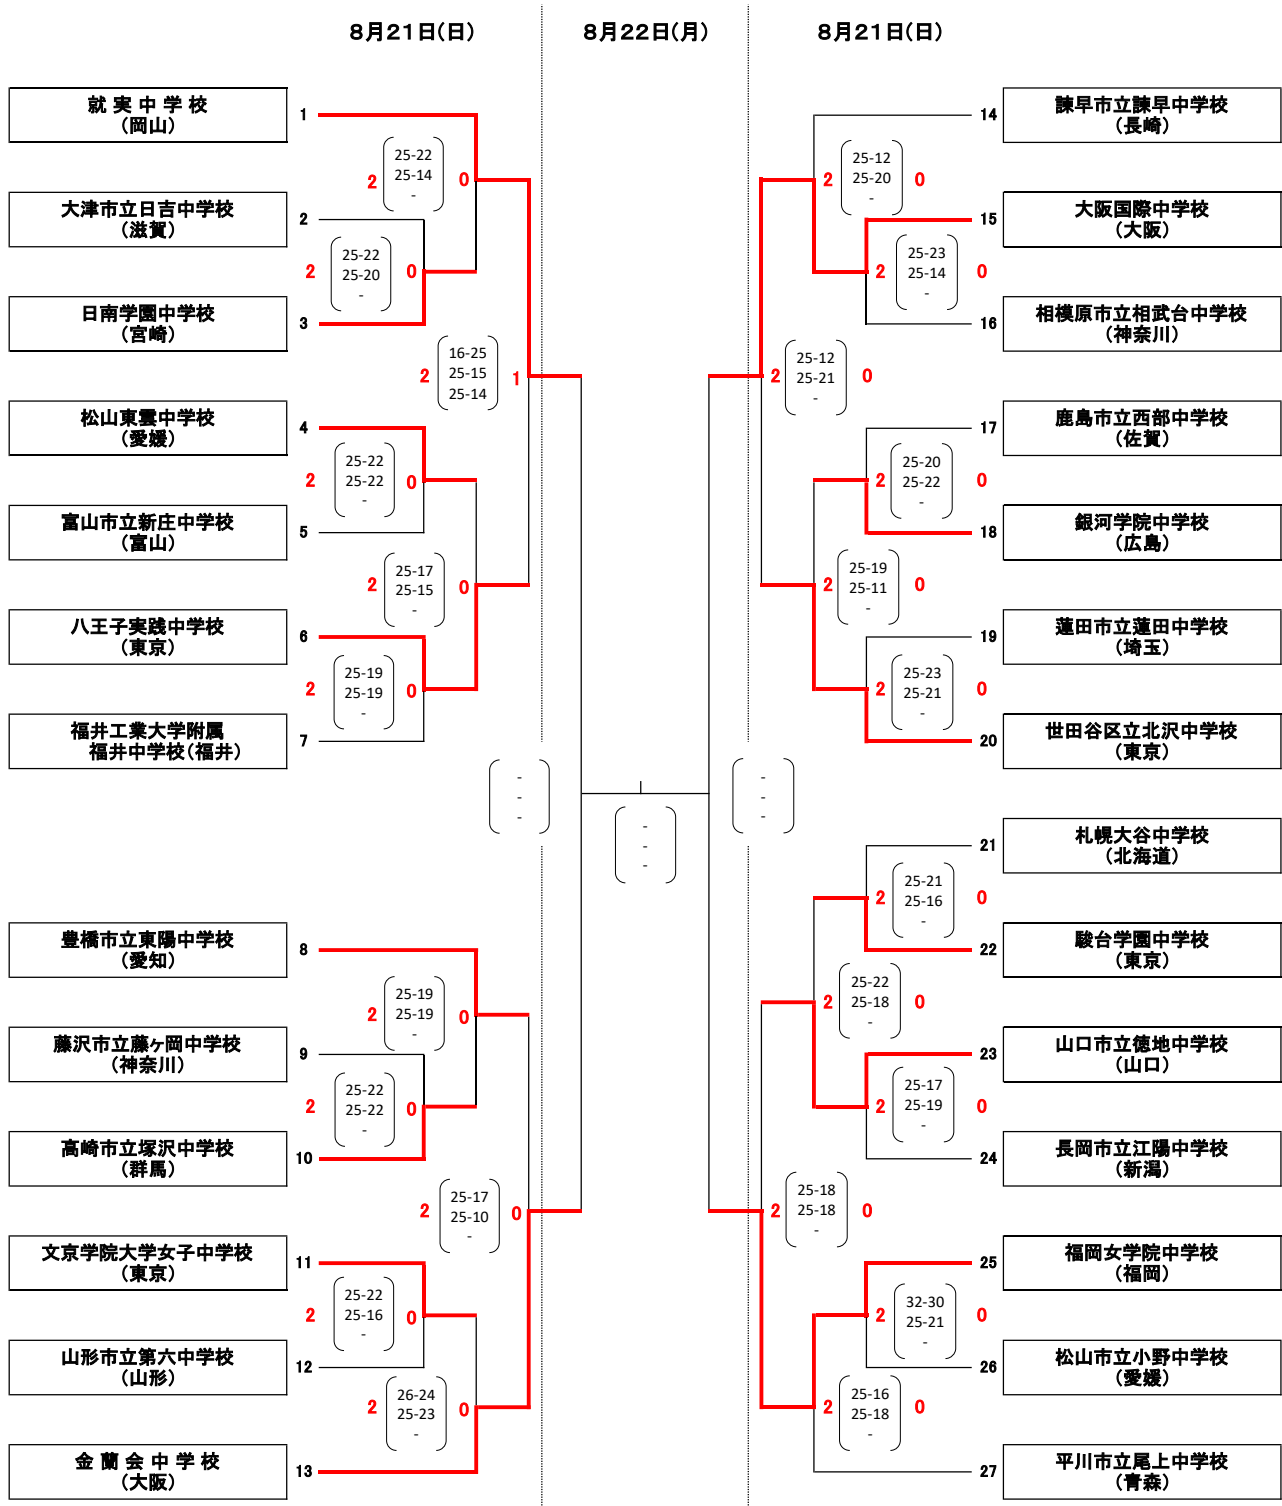 8月21日(日)
8月22日(月)
8月21日(日)
就 実 中 学 校
(岡山)
1
25-22
25-14
-
2
0
大津市立日吉中学校
(滋賀)
2
25-22
25-20
-
2
0
日南学園中学校
(宮崎)
3
16-25
25-15
25-14
2
1
松山東雲中学校
(愛媛)
4
25-22
25-22
-
2
0
富山市立新庄中学校
(富山)
5
25-17
25-15
-
2
0
八王子実践中学校
(東京)
6
25-19
25-19
-
2
0
福井工業大学附属
福井中学校(福井)
7
-
-
-
-
-
-
-
-
-
豊橋市立東陽中学校
(愛知)
8
25-19
25-19
-
2
0
藤沢市立藤ヶ岡中学校
(神奈川)
9
25-22
25-22
-
2
0
高崎市立塚沢中学校
(群馬)
10
25-17
25-10
-
2
0
文京学院大学女子中学校
(東京)
11
25-22
25-16
-
2
0
山形市立第六中学校
(山形)
12
26-24
25-23
-
2
0
金 蘭 会 中 学 校
(大阪)
13
14
諫早市立諫早中学校
(長崎)
2
25-12
25-20
-
0
15
大阪国際中学校
(大阪)
2
25-23
25-14
-
0
16
相模原市立相武台中学校
(神奈川)
2
25-12
25-21
-
0
17
鹿島市立西部中学校
(佐賀)
2
25-20
25-22
-
0
18
銀河学院中学校
(広島)
2
25-19
25-11
-
0
19
蓮田市立蓮田中学校
(埼玉)
2
25-23
25-21
-
0
20
世田谷区立北沢中学校
(東京)
21
札幌大谷中学校
(北海道)
2
25-21
25-16
-
0
22
駿台学園中学校
(東京)
2
25-22
25-18
-
0
23
山口市立徳地中学校
(山口)
2
25-17
25-19
-
0
24
長岡市立江陽中学校
(新潟)
2
25-18
25-18
-
0
25
福岡女学院中学校
(福岡)
2
32-30
25-21
-
0
26
松山市立小野中学校
(愛媛)
2
25-16
25-18
-
0
27
平川市立尾上中学校
(青森)